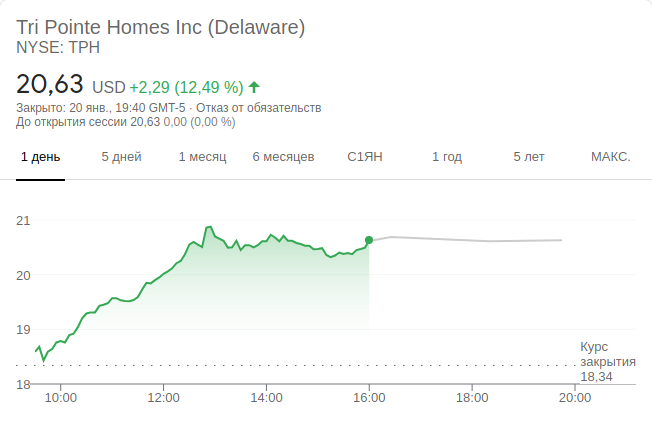 Tri Pointe Homes Inc (Delaware)
NYSE: TPH
20,63 USD +2,29 (12,49 %)
Закрыто: 20 янв., 19:40 GMT-5 · Отказ от обязательств
До открытия сессии 20,63 0,00 (0,00 %)
1 день 5 дней 1 месяц 6 месяцев С1ЯН 1 год 5 лет МАКС.
21
20
19
Курс
закрытия
18,34
18
10:00 12:00 14:00 16:00 18:00 20:00